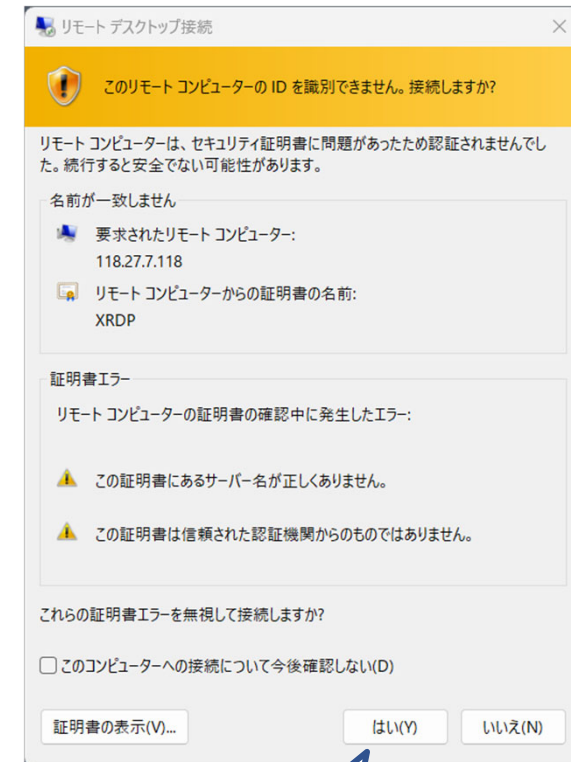 リモート デスクトップ接続
このリモート コンピューターの ID を識別できません。接続しますか?
リモート コンピューターは、セキュリティ証明書に問題があったため認証されませんでし
た。続行すると安全でない可能性があります。
名前が一致しません
要求されたリモート コンピューター:
118.27.7.118
リモート コンピューターからの証明書の名前:
XRDP
証明書エラー
リモート コンピューターの証明書の確認中に発生したエラー:
この証明書にあるサーバー名が正しくありません。
この証明書は信頼された認証機関からのものではありません。
これらの証明書エラーを無視して接続しますか?
このコンピューターへの接続について今後確認しない(D)
証明書の表示(V)... はい(Y) いいえ(N)